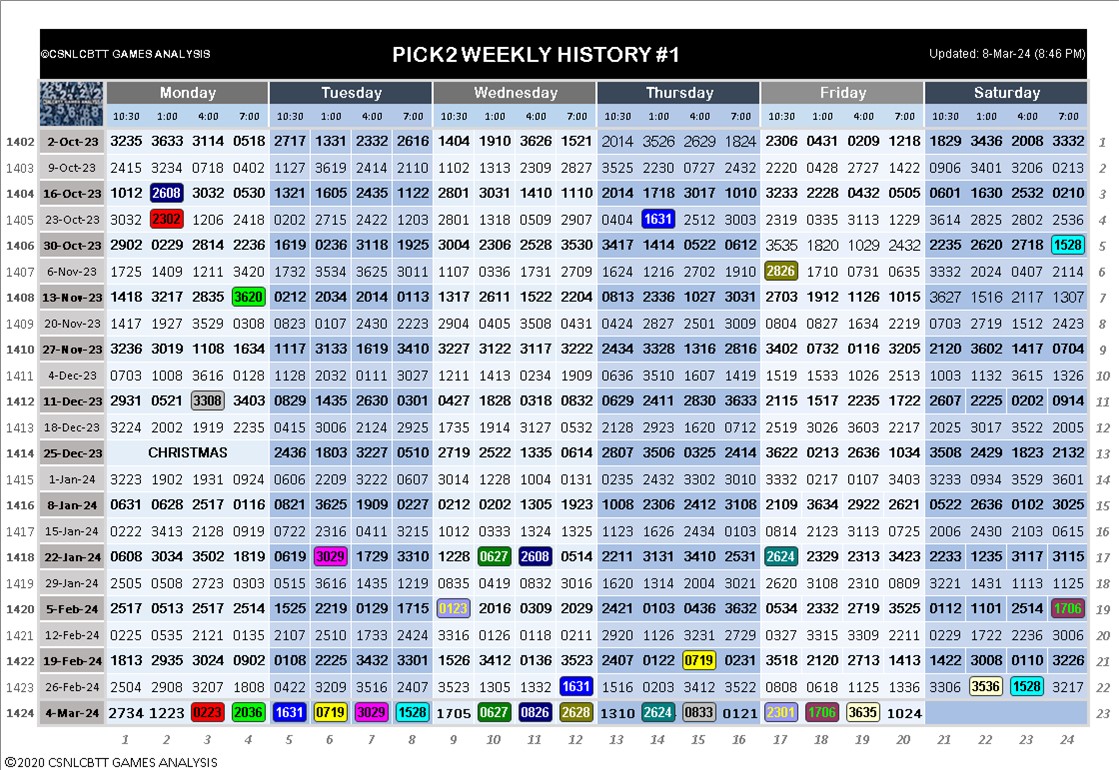 ©CSNLCBTT GAMES ANALYSIS PICK2 WEEKLY HISTORY #1 Updated: 8-Mar-24 (8:46 PM)
Monday Tuesday Wednesday Thursday Friday Saturday
10:30 1:00 4:00 7:00 10:30 1:00 4:00 7:00 10:30 1:00 4:00 7:00 10:30 1:00 4:00 7:00 10:30 1:00 4:00 7:00 10:30 1:00 4:00 7:00
1402 2-Oct-23 3235 3633 3114 0518 2717 1331 2332 2616 1404 1910 3626 1521 2014 3526 2629 1824 2306 0431 0209 1218 1829 3436 2008 3332 1
1403 9-Oct-23 2415 3234 0718 0402 1127 3619 2414 2110 1102 1313 2309 2827 3525 2230 0727 2432 2220 0428 2727 1422 0906 3401 3206 0213 2
1404 16-Oct-23 1012 2608 3032 0530 1321 1605 2435 1122 2801 3031 1410 1110 2014 1718 3017 1010 3233 2228 0432 0505 0601 1630 2532 0210 3
1405 23-Oct-23 3032 2302 1206 2418 0202 2715 2422 1203 2801 1318 0509 2907 0404 1631 2512 3003 2319 0335 3113 1229 3614 2825 2802 2536 4
1406 30-Oct-23 2902 0229 2814 2236 1619 0236 3118 1925 3004 2306 2528 3530 3417 1414 0522 0612 3535 1820 1029 2432 2235 2620 2718 1528 5
1407 6-Nov-23 1725 1409 1211 3420 1732 3534 3625 3011 1107 0336 1731 2709 1624 1216 2702 1910 2826 1710 0731 0635 3332 2024 0407 2114 6
1408 13-Nov-23 1418 3217 2835 3620 0212 2034 2014 0113 1317 2611 1522 2204 0813 2336 1027 3031 2703 1912 1126 1015 3627 1516 2117 1307 7
1409 20-Nov-23 1417 1927 3529 0308 0823 0107 2430 2223 2904 0405 3508 0431 0424 2827 2501 3009 0804 0827 1634 2219 0703 2719 1512 2423 8
1410 27-Nov-23 3236 3019 1108 1634 1117 3133 1619 3410 3227 3122 3117 3222 2434 3328 1316 2816 3402 0732 0116 3205 2120 3602 1417 0704 9
1411 4-Dec-23 0703 1008 3616 0128 1128 2032 0111 3027 1211 1413 0234 1909 0636 3510 1607 1419 1519 1533 1026 2513 1003 1132 3615 1326 10
1412 11-Dec-23 2931 0521 3308 3403 0829 1435 2630 0301 0427 1828 0318 0832 0629 2411 2830 3633 2115 1517 2235 1722 2607 2225 0202 0914 11
1413 18-Dec-23 3224 2002 1919 2235 0415 3006 2124 2925 1735 1914 3127 0532 2128 2923 1620 0712 2519 3026 3603 2217 2025 3017 3522 2005 12
1414 25-Dec-23 CHRISTMAS 2436 1803 3227 0510 2719 2522 1335 0614 2807 3506 0325 2414 3622 0213 2636 1034 3508 2429 1823 2132 13
1415 1-Jan-24 3223 1902 1931 0924 0606 2209 3222 0607 3014 1228 1004 0131 0235 2432 3302 3010 3332 0217 0107 3403 3233 0934 3529 3601 14
1416 8-Jan-24 0631 0628 2517 0116 0821 3625 1909 0227 0212 0202 1305 1923 1008 2306 2412 3108 2109 3634 2922 2621 0522 2636 0102 3025 15
1417 15-Jan-24 0222 3413 2128 0919 0722 2316 0411 3215 1012 0333 1324 1325 1123 1626 2434 0103 0814 2123 3113 0725 2006 2430 2103 0615 16
1418 22-Jan-24 0608 3034 3502 1819 0619 3029 1729 3310 1228 0627 2608 0514 2211 3131 3410 2531 2624 2329 2313 3423 2233 1235 3117 3115 17
1419 29-Jan-24 2505 0508 2723 0303 0515 3616 1435 1219 0835 0419 0832 3016 1620 1314 2004 3021 2620 3108 2310 0809 3221 1431 1113 1125 18
1420 5-Feb-24 2517 0513 2517 2514 1525 2219 0129 1715 0123 2016 0309 2029 2421 0103 0436 3632 0534 2332 2719 3525 0112 1101 2514 1706 19
1421 12-Feb-24 0225 0535 2121 0135 2107 2510 1733 2424 3316 0126 0118 0211 2920 1126 3231 2729 0327 3315 3309 2211 0229 1722 2236 3006 20
1422 19-Feb-24 1813 2935 3024 0902 0108 2225 3432 3301 1526 3412 0136 3523 2407 0122 0719 0231 3518 2120 2713 1413 1422 3008 0110 3226 21
1423 26-Feb-24 2504 2908 3207 1808 0422 3209 3516 2407 3523 1305 1332 1631 1516 0203 3412 3522 0808 0618 1125 1336 3306 3536 1528 3217 22
1424 4-Mar-24 2734 1223 0223 2036 1631 0719 3029 1528 1705 0627 0826 2628 1310 2624 0833 0121 2301 1706 3635 1024 23
1 2 3 4 5 6 7 8 9 10 11 12 13 14 15 16 17 18 19 20 21 22 23 24
©2020 CSNLCBTT GAMES ANALYSIS